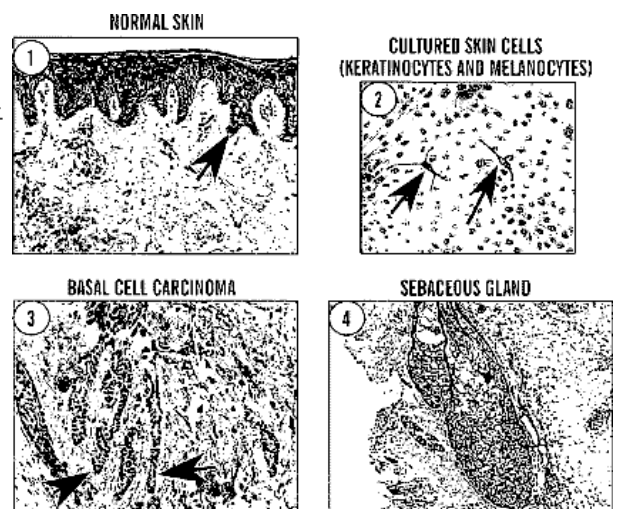 NORMAL SKIN
1
CULTURED SKIN CELLS
(KERATINOCYTES AND MELANOCYTES)
2
BASAL CELL CARCINOMA
3
SEBACEOUS GLAND
4